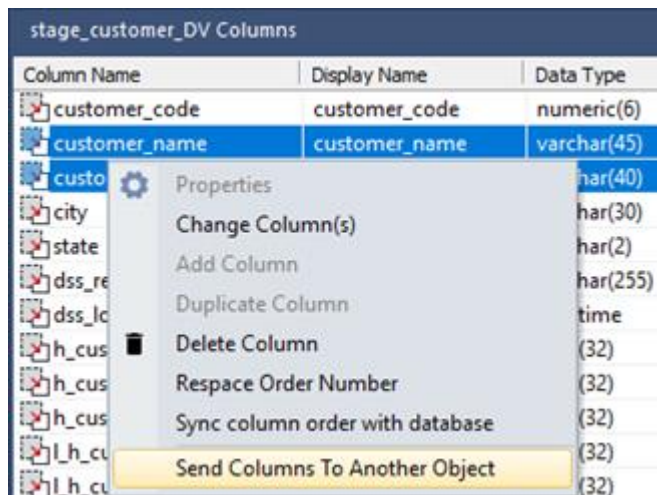 stage_customer_DV Columns
Column Name Display Name Data Type
customer_code customer_code numeric(6)
customer_name customer_name varchar(45)
custo har(40)
Properties
city har(30)
Change Column(s)
state har(2)
Add Column
dss_re har(255)
Duplicate Column
dss_lo time
Delete Column
h_cus (32)
h_cus Respace Order Number (32)
h_cus Sync column order with database (32)
l_h_cu (32)
Send Columns To Another Object
l_h_cu (32)